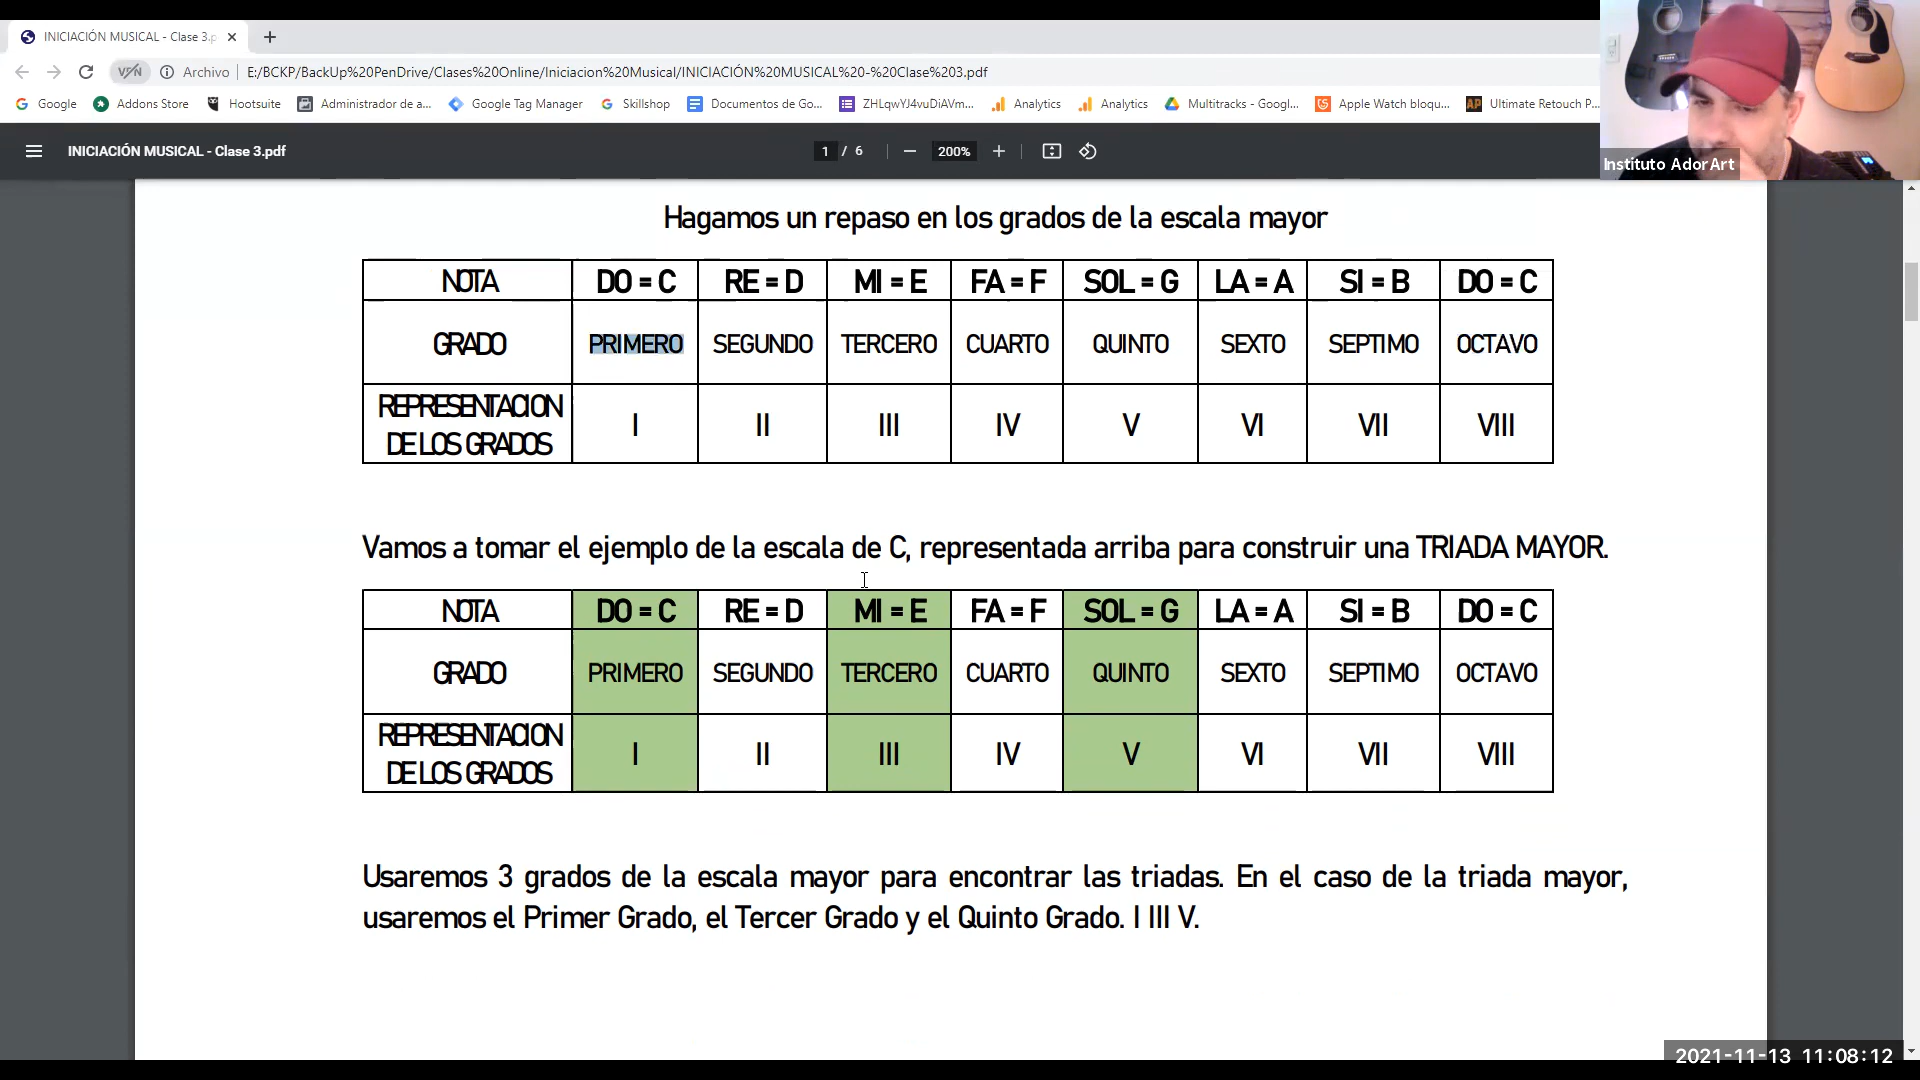 INICIACIÓN MUSICAL - Clase 3.p
Archivo E:/BCKP/BackUp%20PenDrive/Clases%20Online/Iniciacion%20Musical/INICIACIÓN%20MUSICAL%20-%20Clase%203.pdf
Google Addons Store Hootsuite Administrador de a... Google Tag Manager Skillshop Documentos de Go... ZHLqwYJ4vuDiAVm... Analytics Analytics Multitracks - Googl... Apple Watch bloqu... Ultimate Retouch P...
INICIACIÓN MUSICAL - Clase 3.pdf 1 / 6 200%
Instituto AdorArt
Hagamos un repaso en los grados de la escala mayor
NOTA DO = C RE = D MI = E FA = F SOL = G LA = A SI = B DO = C
GRADO PRIMERO SEGUNDO TERCERO CUARTO QUINTO SEXTO SEPTIMO OCTAVO
REPRESENTACION
DE LOS GRADOS I II III IV V VI VII VIII
Vamos a tomar el ejemplo de la escala de C, representada arriba para construir una TRIADA MAYOR.
NOTA DO = C RE = D MI = E FA = F SOL = G LA = A SI = B DO = C
GRADO PRIMERO SEGUNDO TERCERO CUARTO QUINTO SEXTO SEPTIMO OCTAVO
REPRESENTACION
DE LOS GRADOS I II III IV V VI VII VIII
Usaremos 3 grados de la escala mayor para encontrar las triadas. En el caso de la triada mayor,
usaremos el Primer Grado, el Tercer Grado y el Quinto Grado. I III V.
2021-11-13 11:08:12